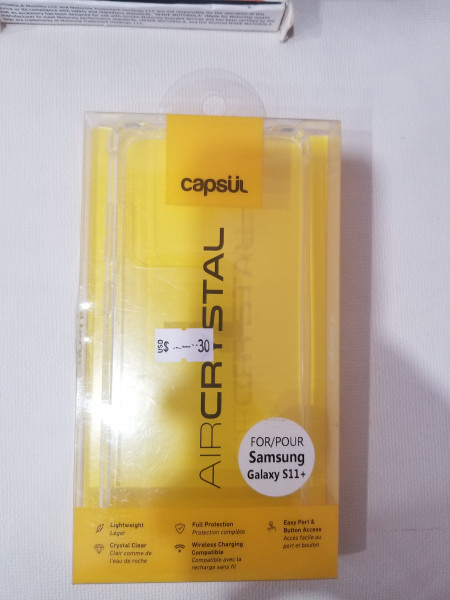 capsül
AIRCRYSTAL
USD
$ 30
FOR/POUR
Samsung
Galaxy S11+
Lightweight
Léger
Full Protection
Protection complète
Easy Port &
Button Access
Accès facile au
port et bouton
Crystal Clear
Clair comme de
l'eau de roche
Wireless Charging
Compatible
Compatible avec la
recharge sans fil